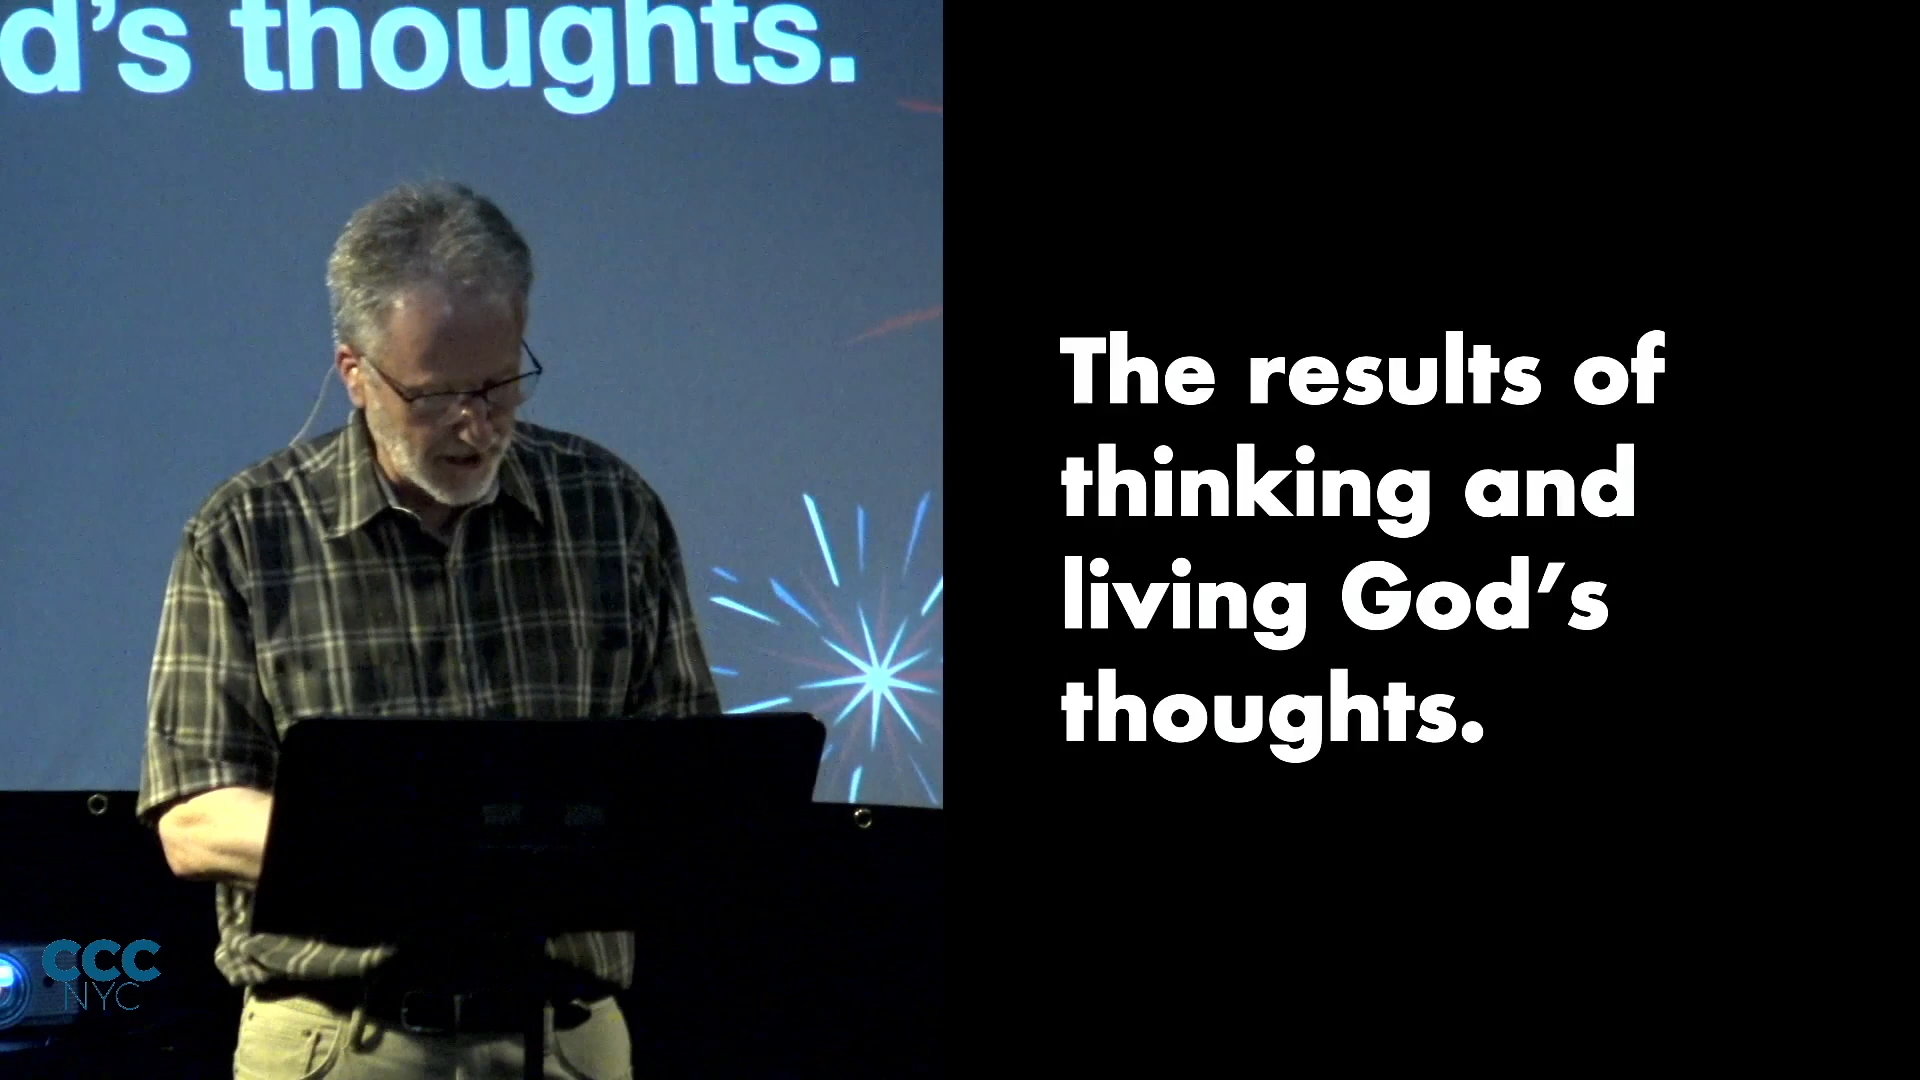 d's thoughts.
The results of
thinking and
living God's
thoughts.
CCC
NYC